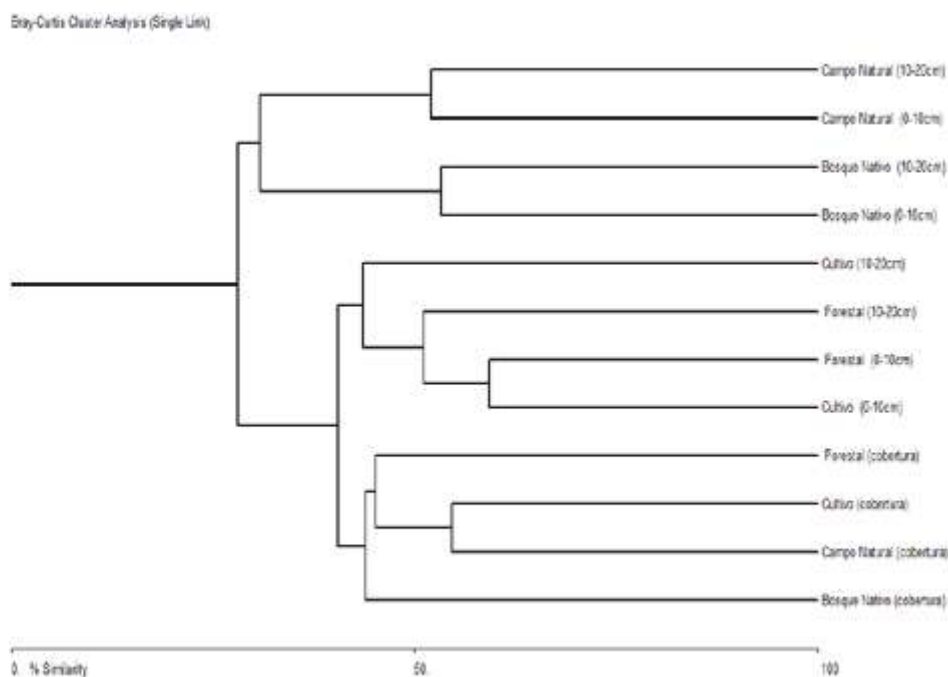 Bray-Curtis Cluster Analysis (Single Link)
Campo Natural (10-20cm)
Campo Natural (0-10cm)
Bosque Nativo (10-20cm)
Bosque Nativo (0-10cm)
Cultivo (10-20cm)
Forestal (10-20cm)
Forestal (0-10cm)
Cultivo (0-10cm)
Forestal (cobertura)
Cultivo (cobertura)
Campo Natural (cobertura)
Bosque Nativo (cobertura)
0. % Similarity 50. 100